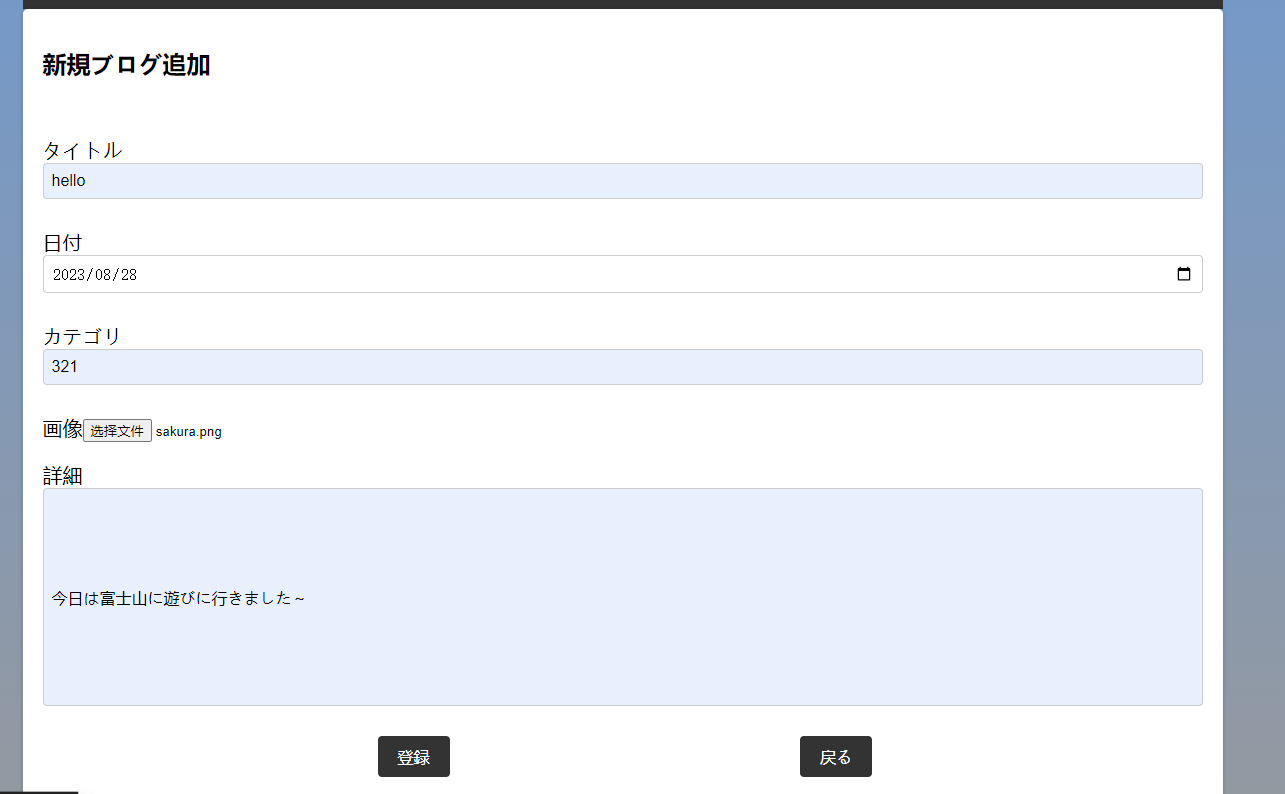 新規ブログ追加
タイトル
hello
日付
2023/08/28
カテゴリ
321
画像 选择文件 sakura.png
詳細
今日は富士山に遊びに行きました～
登録 戻る